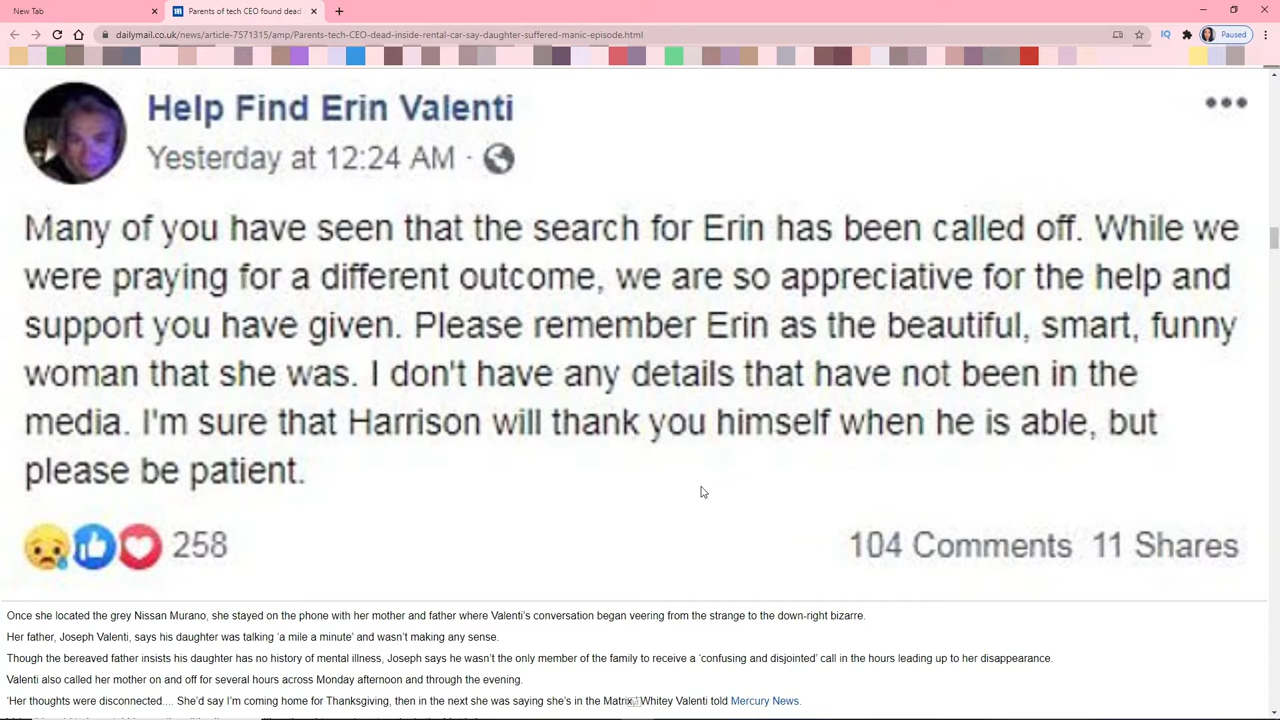 New Tab
Parents of tech CEO found dead
dailymail.co.uk/news/article-7571315/amp/Parents-tech-CEO-dead-inside-rental-car-say-daughter-suffered-manic-episode.html
Paused
Help Find Erin Valenti
Yesterday at 12:24 AM ·
Many of you have seen that the search for Erin has been called off. While we
were praying for a different outcome, we are so appreciative for the help and
support you have given. Please remember Erin as the beautiful, smart, funny
woman that she was. I don't have any details that have not been in the
media. I'm sure that Harrison will thank you himself when he is able, but
please be patient.
258
104 Comments 11 Shares
Once she located the grey Nissan Murano, she stayed on the phone with her mother and father where Valenti's conversation began veering from the strange to the down-right bizarre.
Her father, Joseph Valenti, says his daughter was talking 'a mile a minute' and wasn't making any sense.
Though the bereaved father insists his daughter has no history of mental illness, Joseph says he wasn't the only member of the family to receive a 'confusing and disjointed' call in the hours leading up to her disappearance.
Valenti also called her mother on and off for several hours across Monday afternoon and through the evening.
'Her thoughts were disconnected.... She'd say I'm coming home for Thanksgiving, then in the next she was saying she's in the Matrix,' Whitey Valenti told Mercury News.